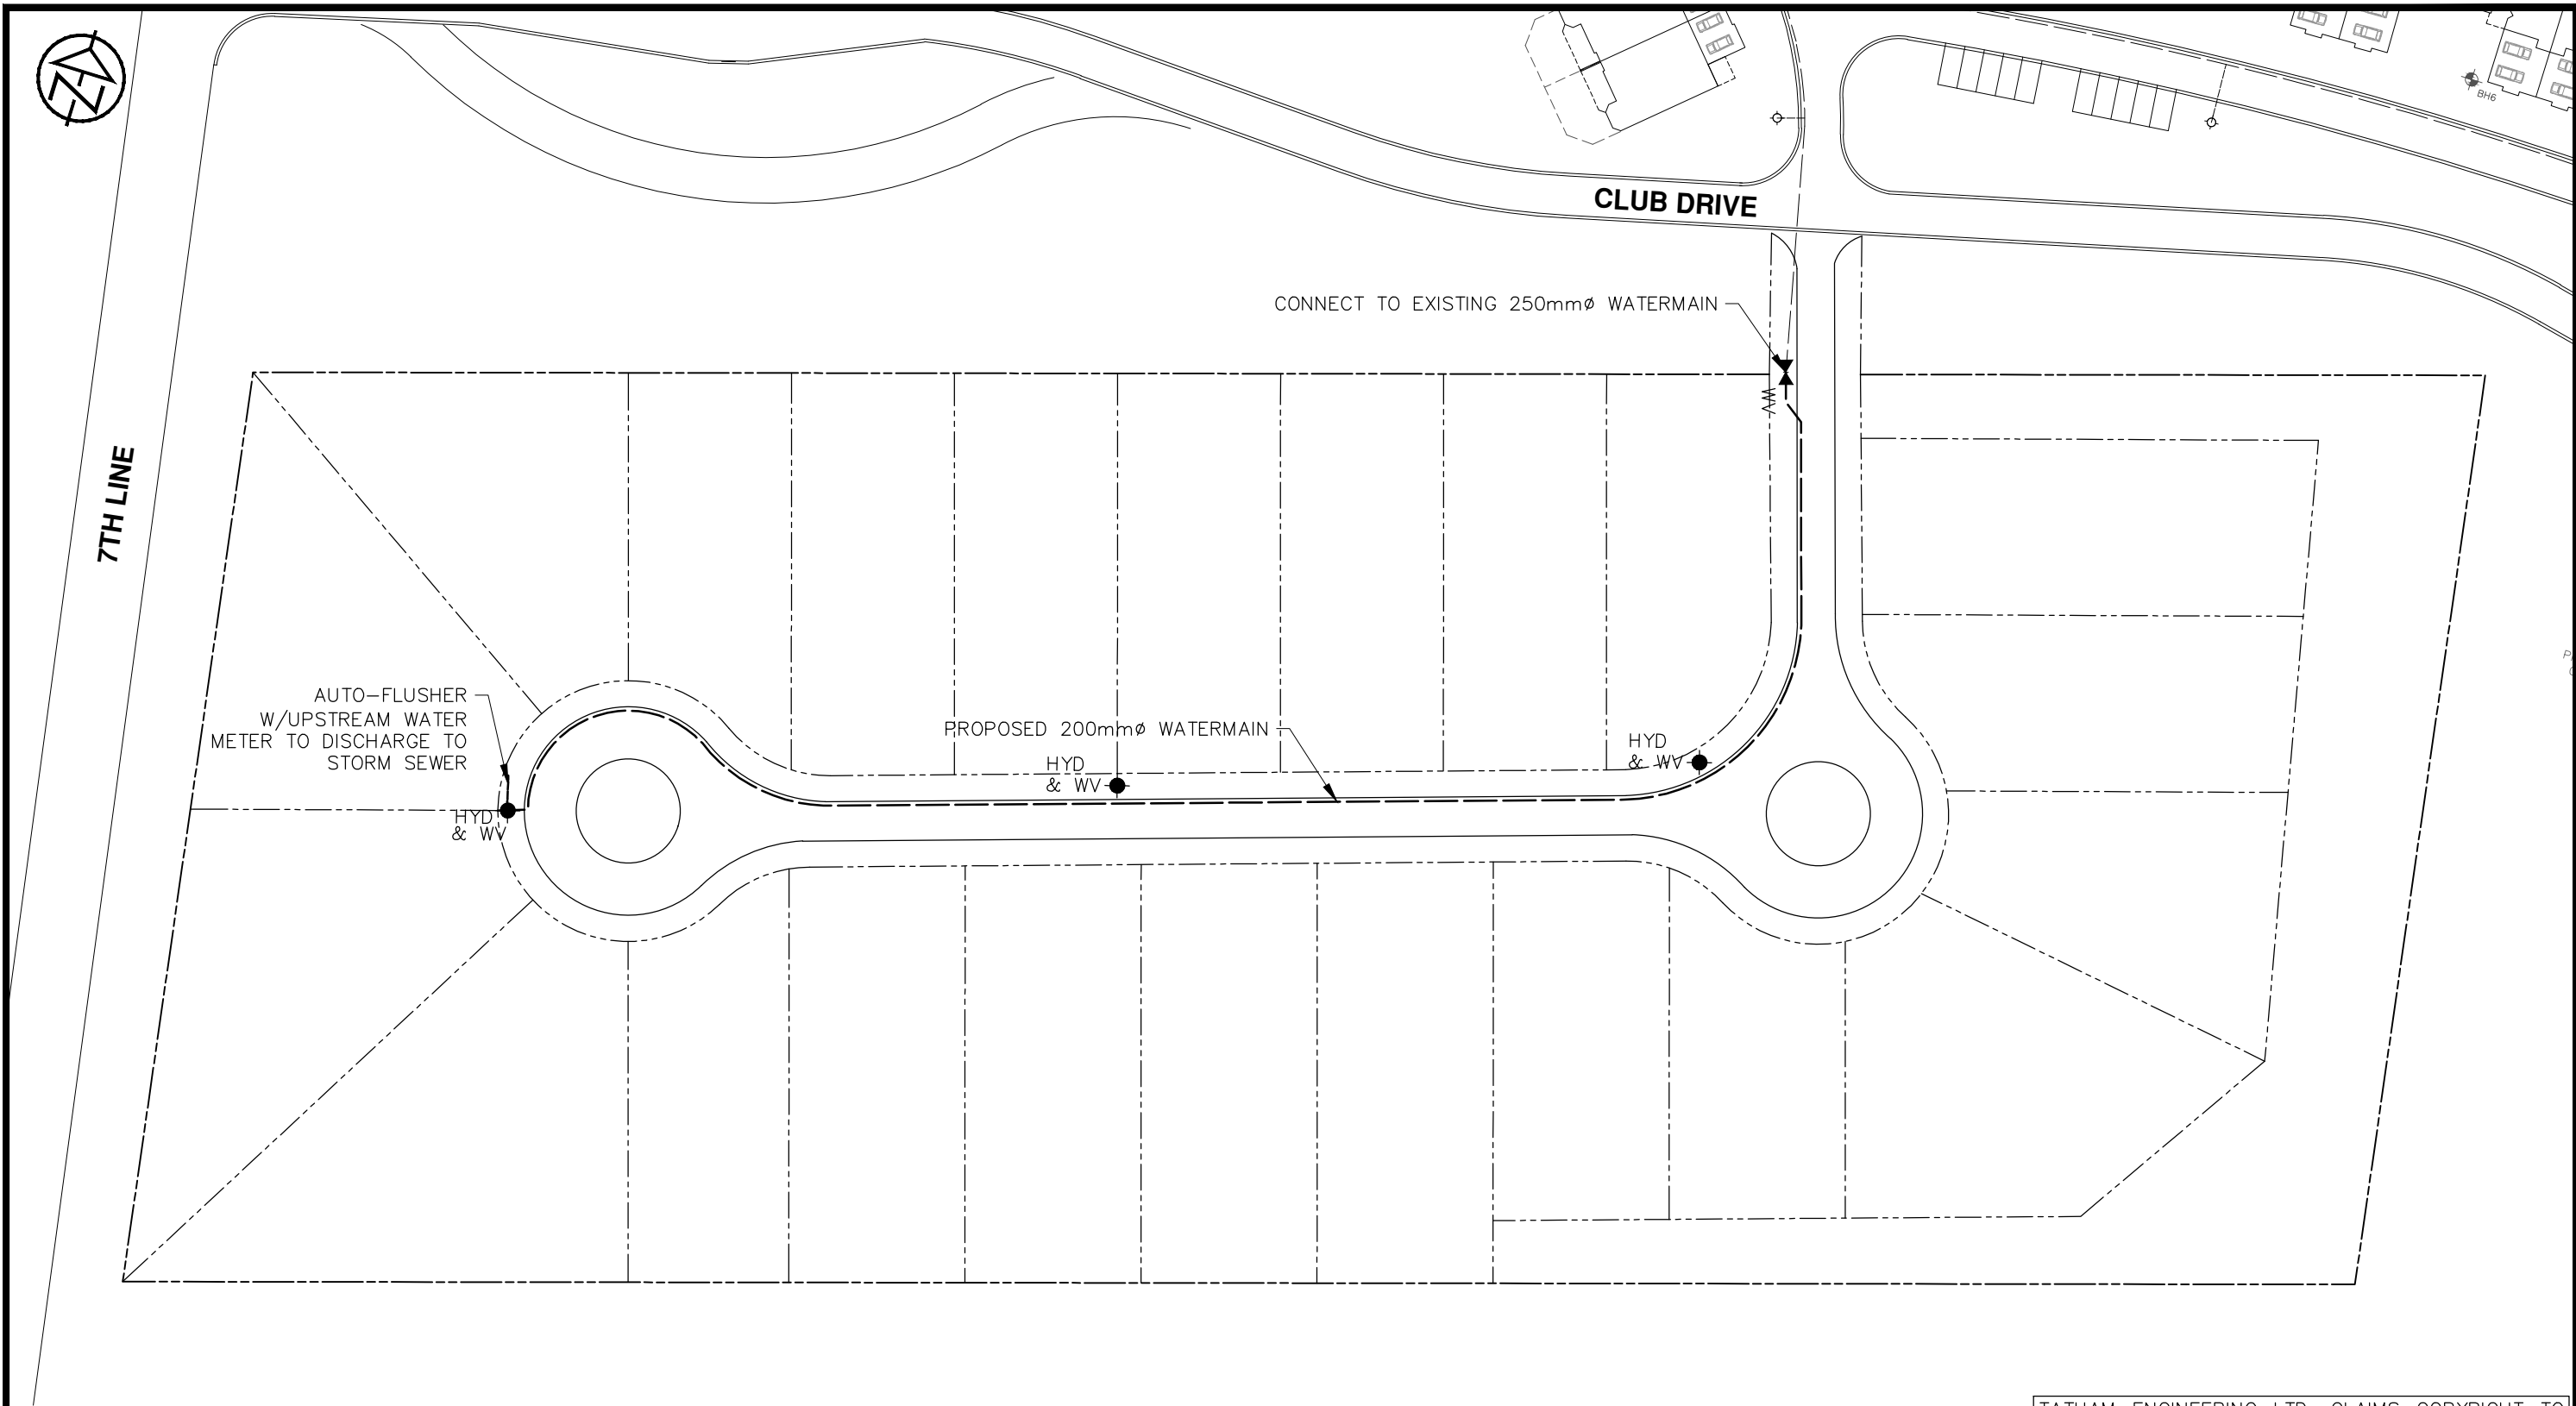 BH6
CLUB DRIVE
CONNECT TO EXISTING 250mmø WATERMAIN
7TH LINE
AUTO-FLUSHER
W/UPSTREAM WATER
METER TO DISCHARGE TO
STORM SEWER
PROPOSED 200mmø WATERMAIN
HYD
& WV
HYD
& WV
HYD
& WV
TATHAM ENGINEERING LTD. CLAIMS COPYRIGHT TO